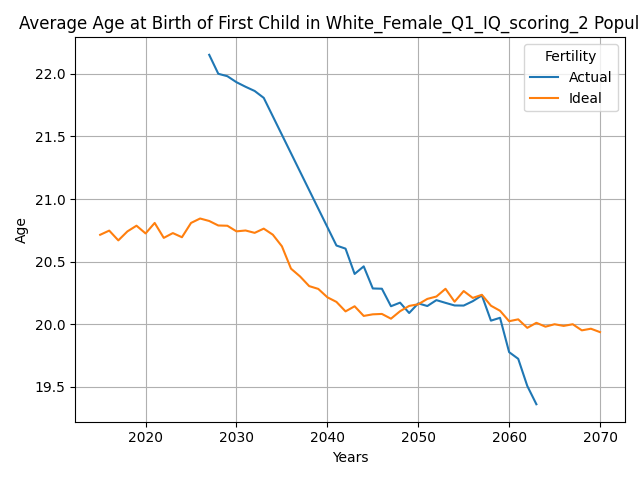 Average Age at Birth of First Child in White_Female_Q1_IQ_scoring_2 Popul
Fertility
Actual
Ideal
22.0
21.5
21.0
20.5
20.0
19.5
Age
2020 2030 2040 2050 2060 2070
Years